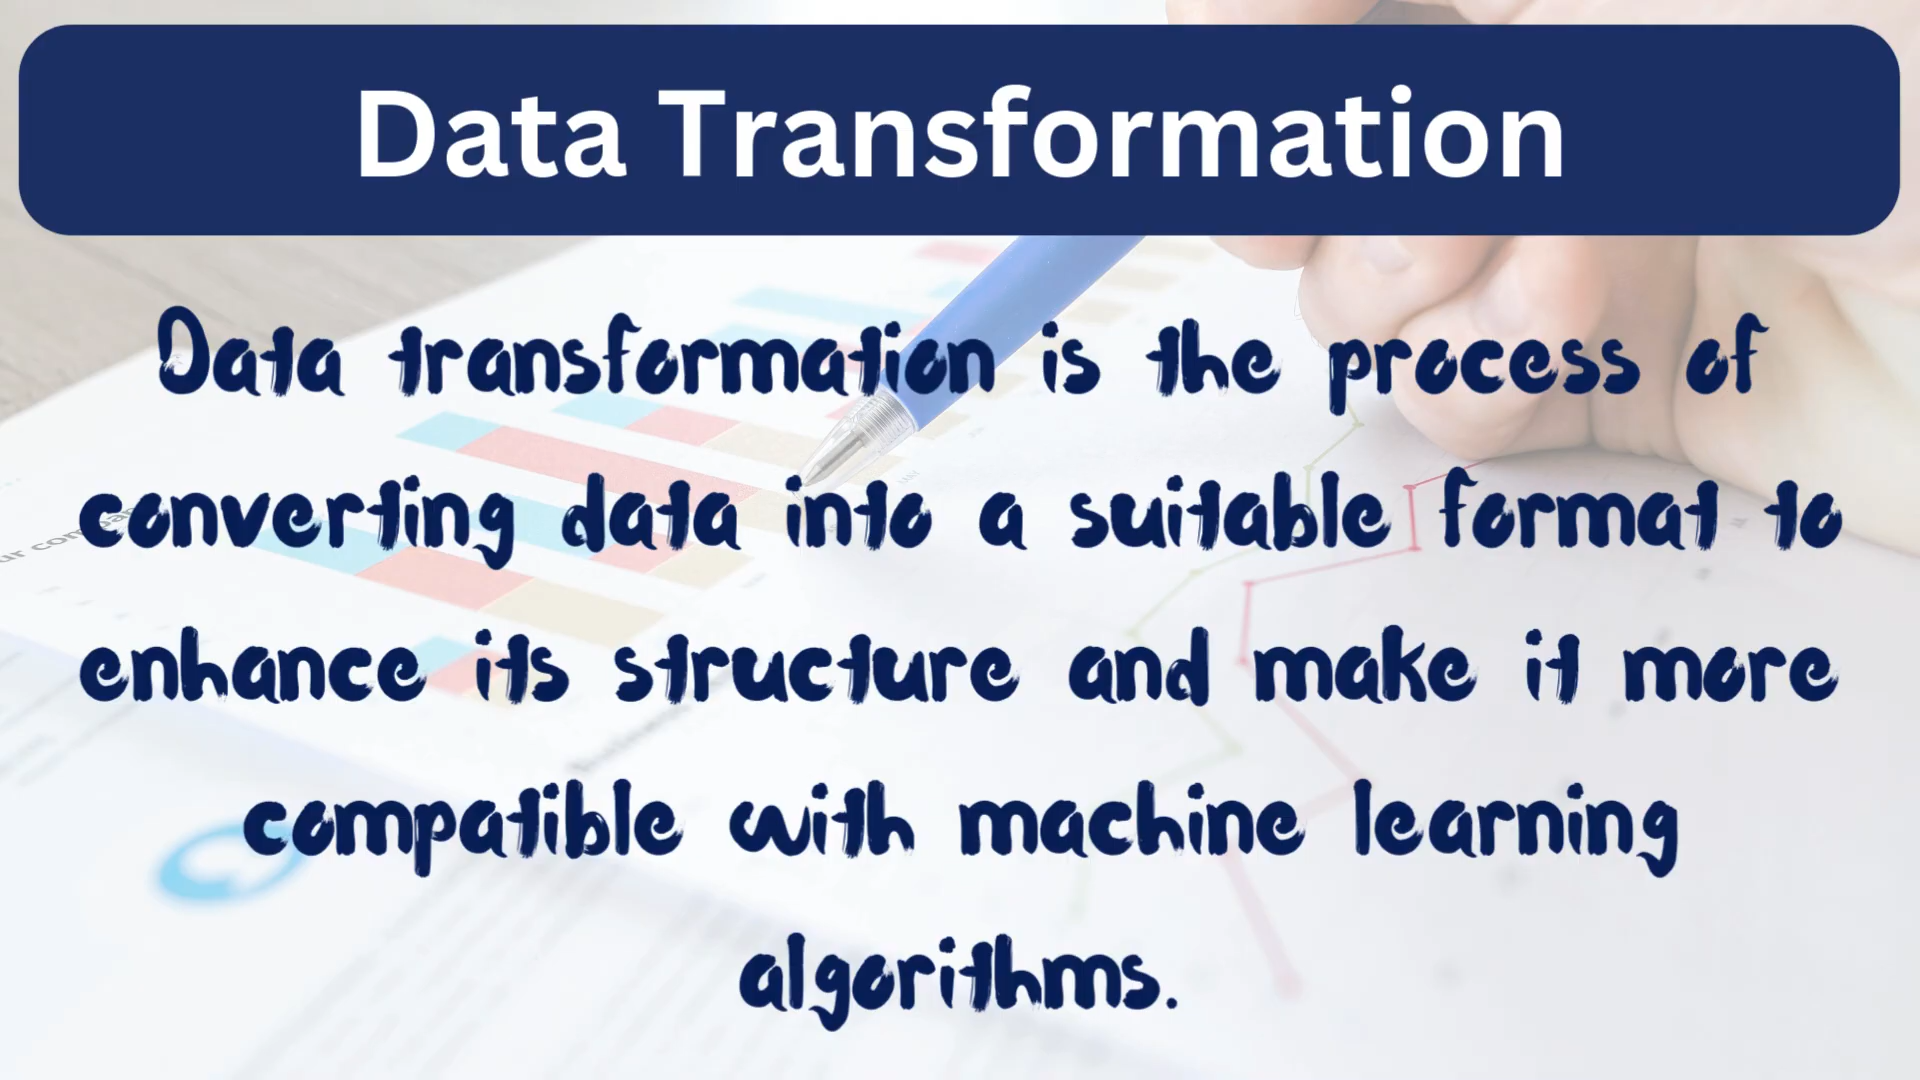 Data Transformation
Data transformation is the process of
converting data into a suitable format to
enhance its structure and make it more
compatible with machine learning
algorithms.